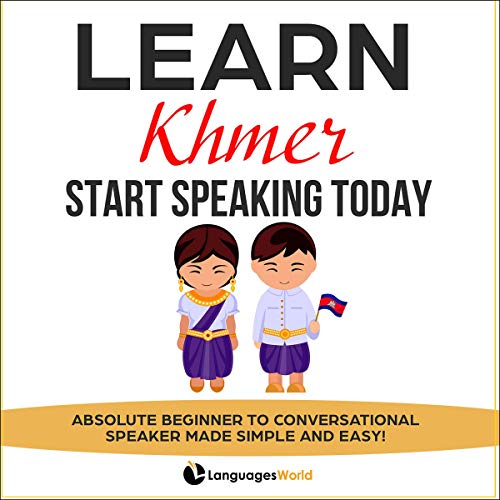 LEARN
Khmer
START SPEAKING TODAY
ABSOLUTE BEGINNER TO CONVERSATIONAL
SPEAKER MADE SIMPLE AND EASY!
LanguagesWorld